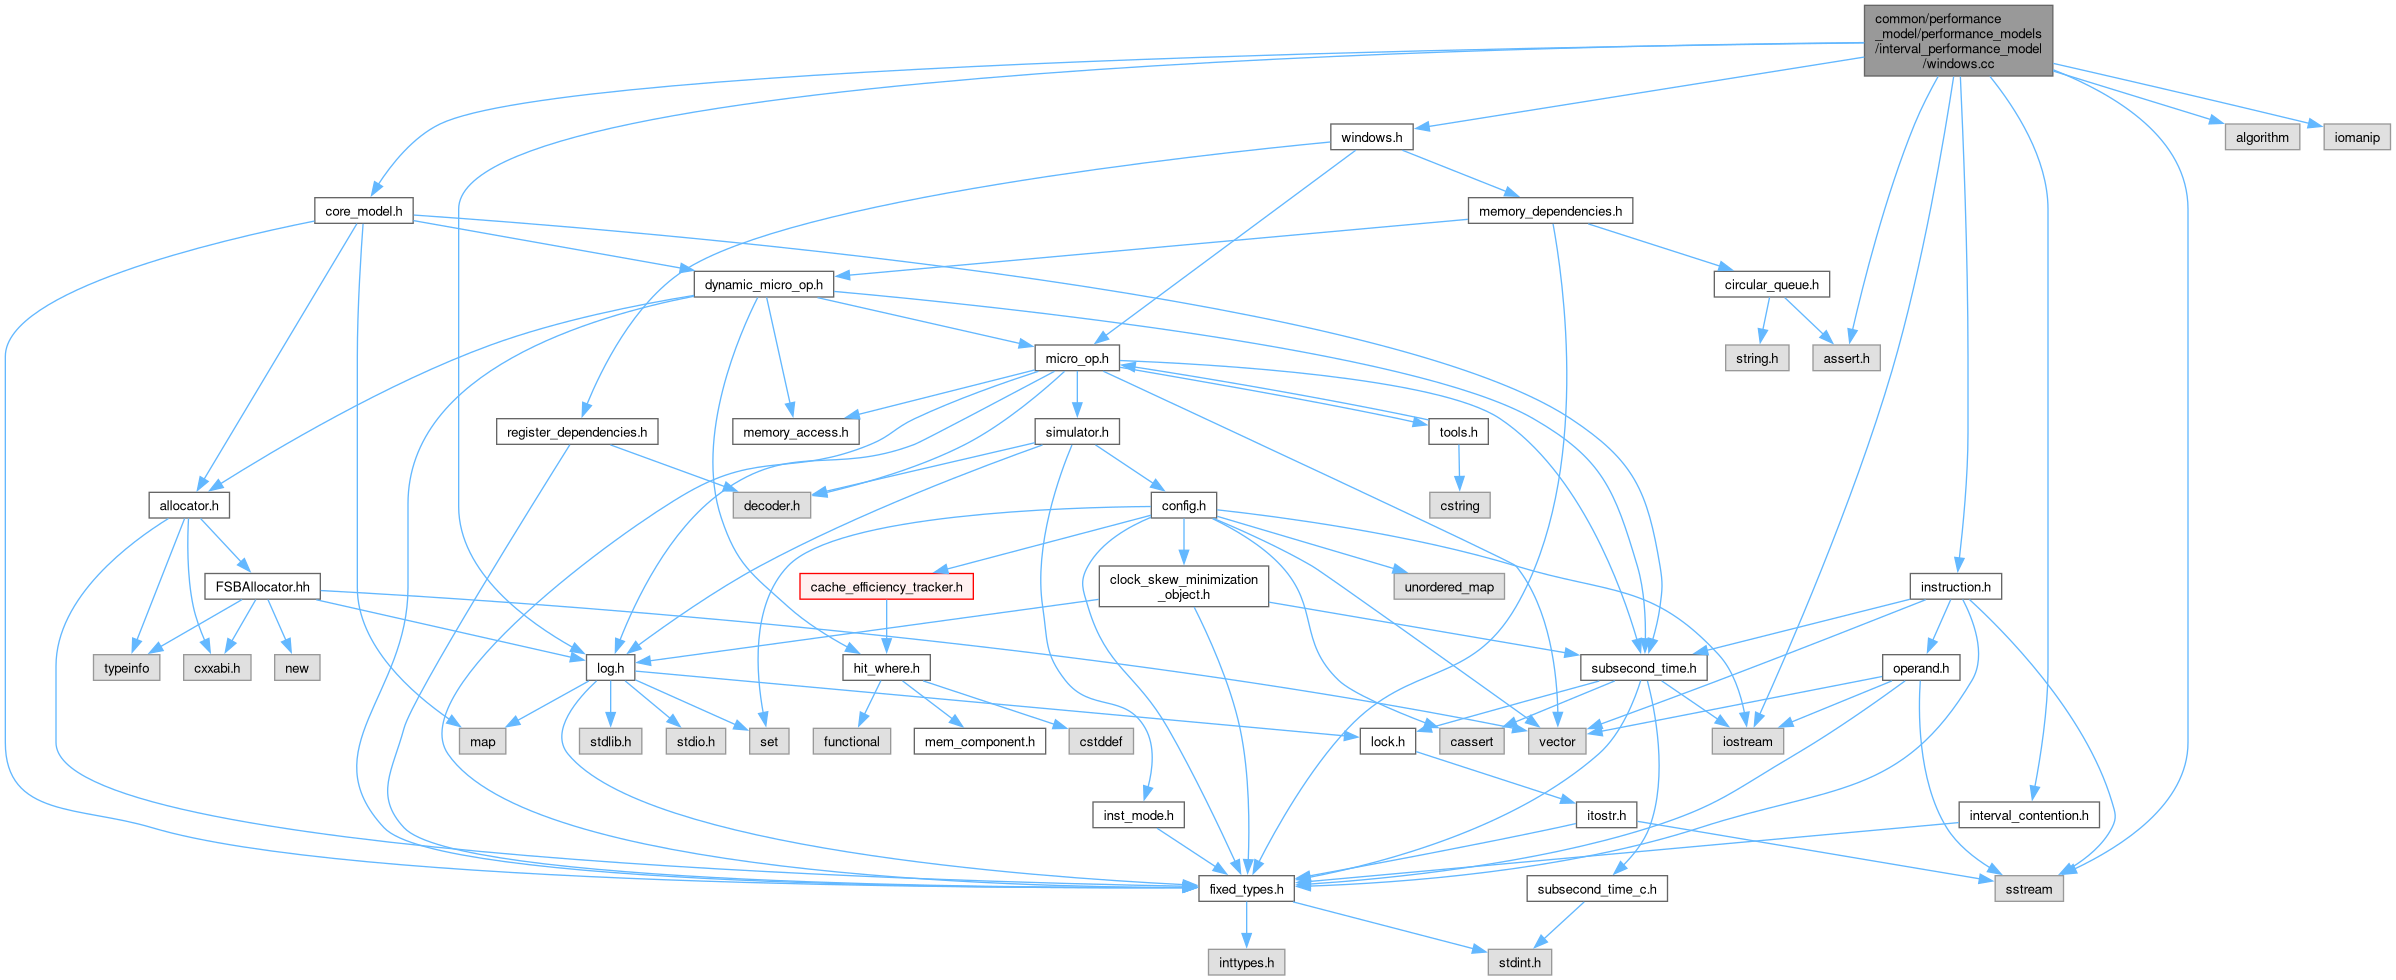 common/performance
_model/performance_models
/interval_performance_model
/windows.cc
windows.h
algorithm
iomanip
core_model.h
memory_dependencies.h
dynamic_micro_op.h
circular_queue.h
micro_op.h
string.h
assert.h
register_dependencies.h
memory_access.h
simulator.h
tools.h
allocator.h
decoder.h
config.h
cstring
FSBAllocator.hh
cache_efficiency_tracker.h
clock_skew_minimization
_object.h
unordered_map
instruction.h
typeinfo
cxxabi.h
new
log.h
hit_where.h
subsecond_time.h
operand.h
map
stdlib.h
stdio.h
set
functional
mem_component.h
cstddef
lock.h
cassert
vector
iostream
inst_mode.h
itostr.h
interval_contention.h
fixed_types.h
subsecond_time_c.h
sstream
inttypes.h
stdint.h